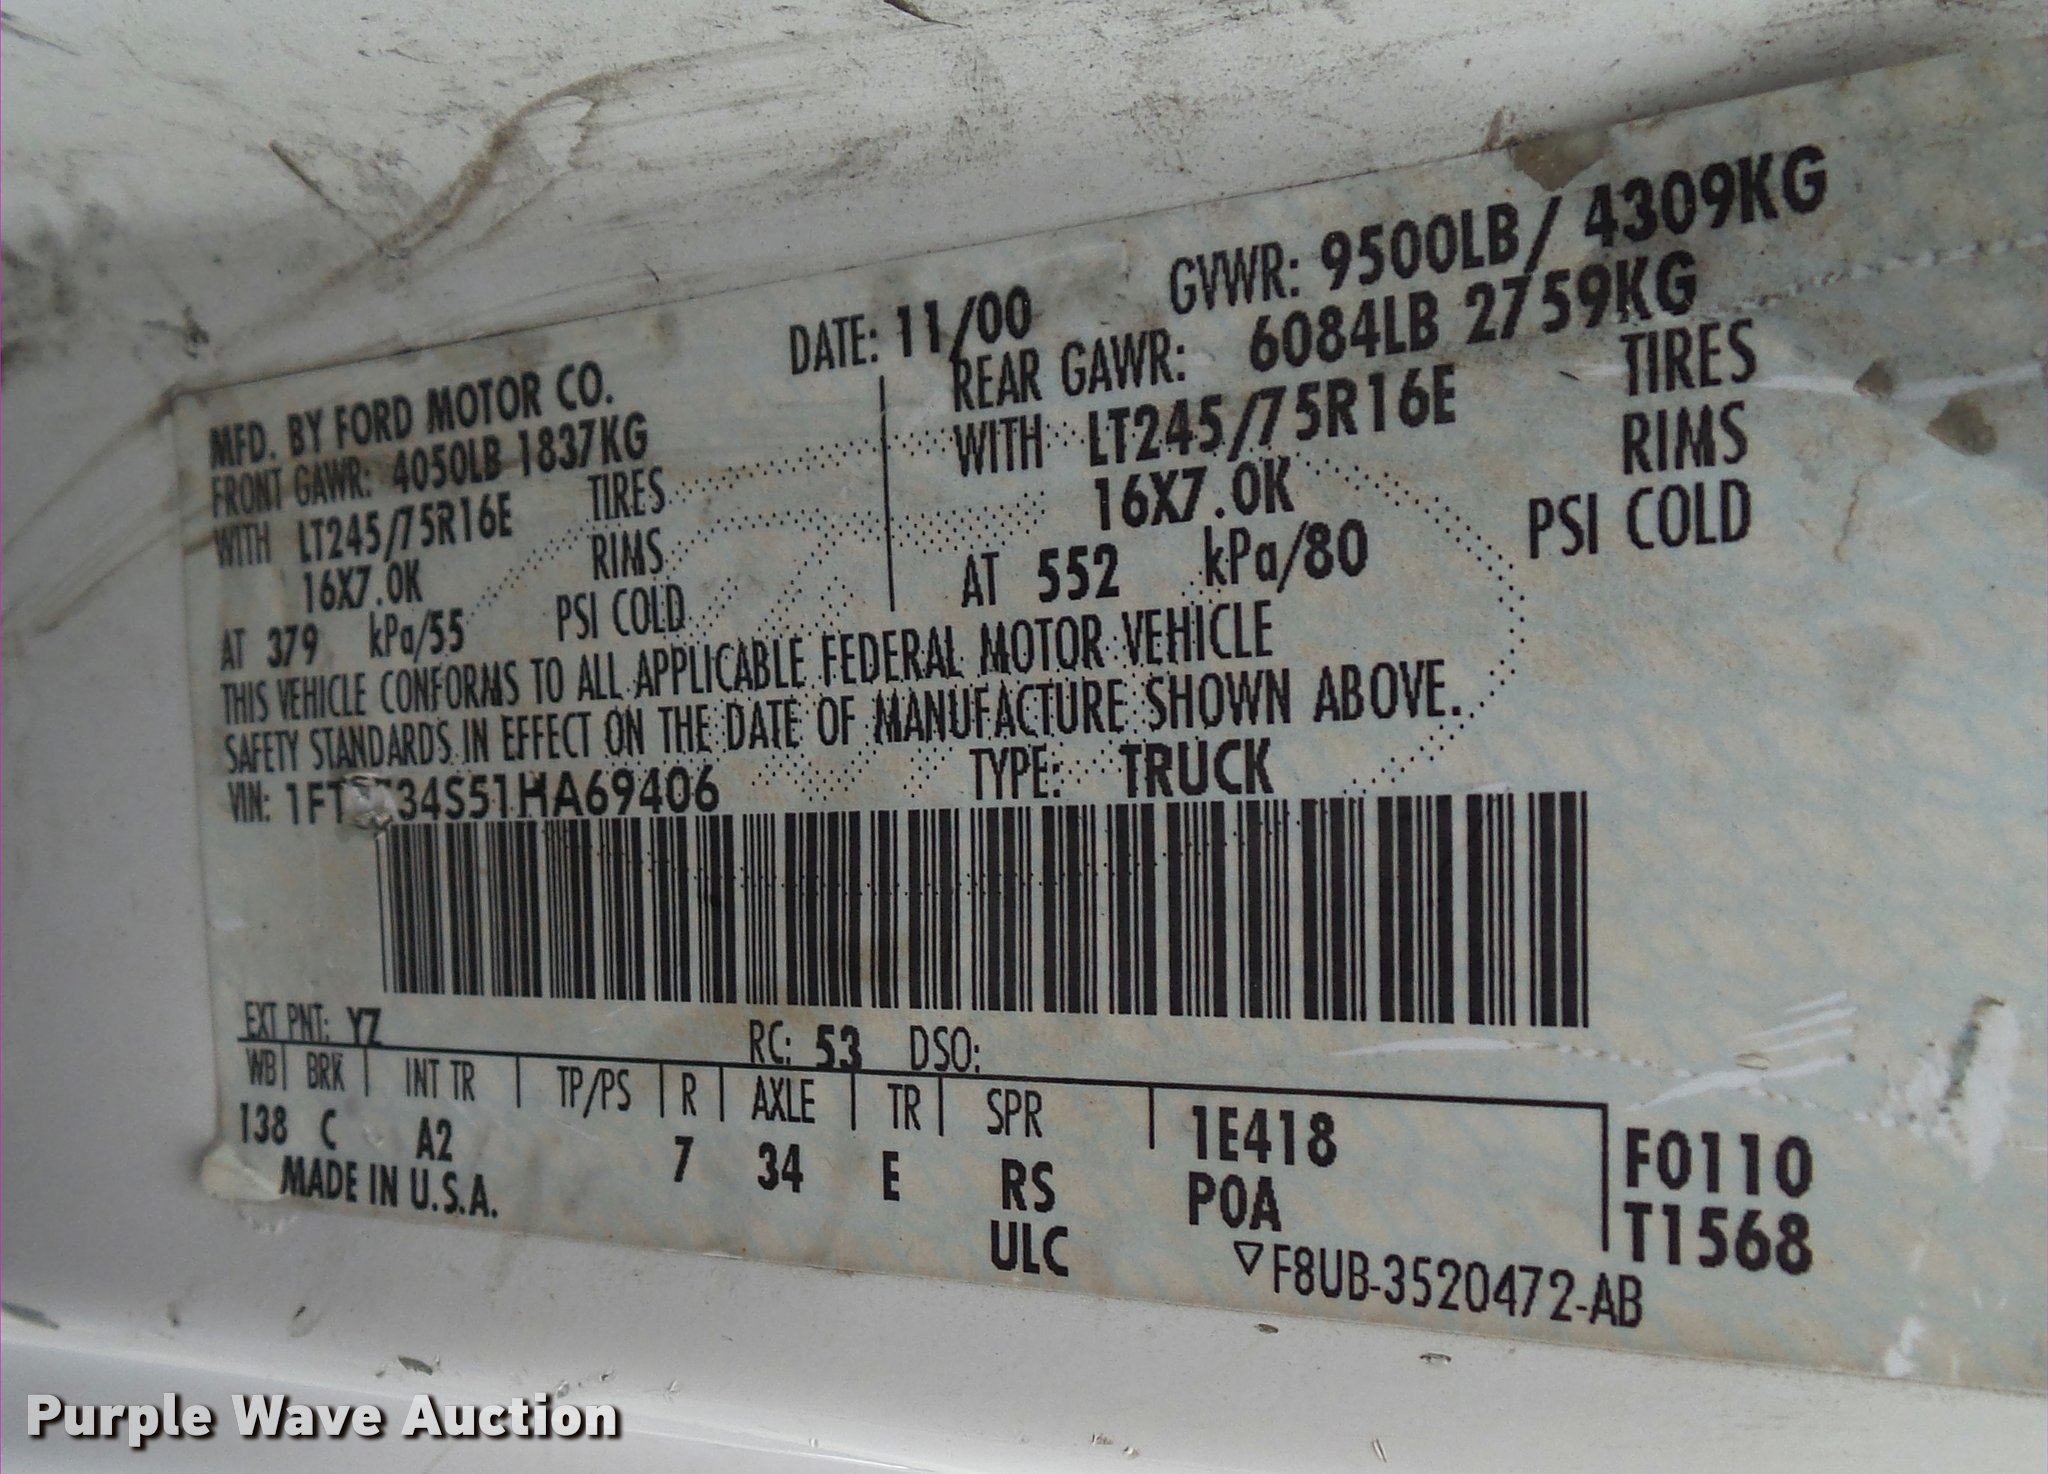 MFD. BY FORD MOTOR CO. DATE: 11/00 GVWR: 9500LB/ 4309KG
FRONT GAWR: 4050LB 1837KG REAR GAWR: 6084LB 2759KG
WITH LT245/75R16E TIRES WITH LT245/75R16E TIRES
16X7.0K RIMS 16X7.0K RIMS
AT 379 kPa/55 PSI COLD AT 552 kPa/80 PSI COLD
THIS VEHICLE CONFORMS TO ALL APPLICABLE FEDERAL MOTOR VEHICLE
SAFETY STANDARDS IN EFFECT ON THE DATE OF MANUFACTURE SHOWN ABOVE.
VIN: TYPE: TRUCK
EXT PNT: YZ RC: 53 DSO:
WB BRK INT TR TP/PS R AXLE TR SPR
138 C A2 7 34 E RS 1E418 F0110
MADE IN U.S.A. ULC P0A T1568
▽F8UB-3520472-AB
Purple Wave Auction